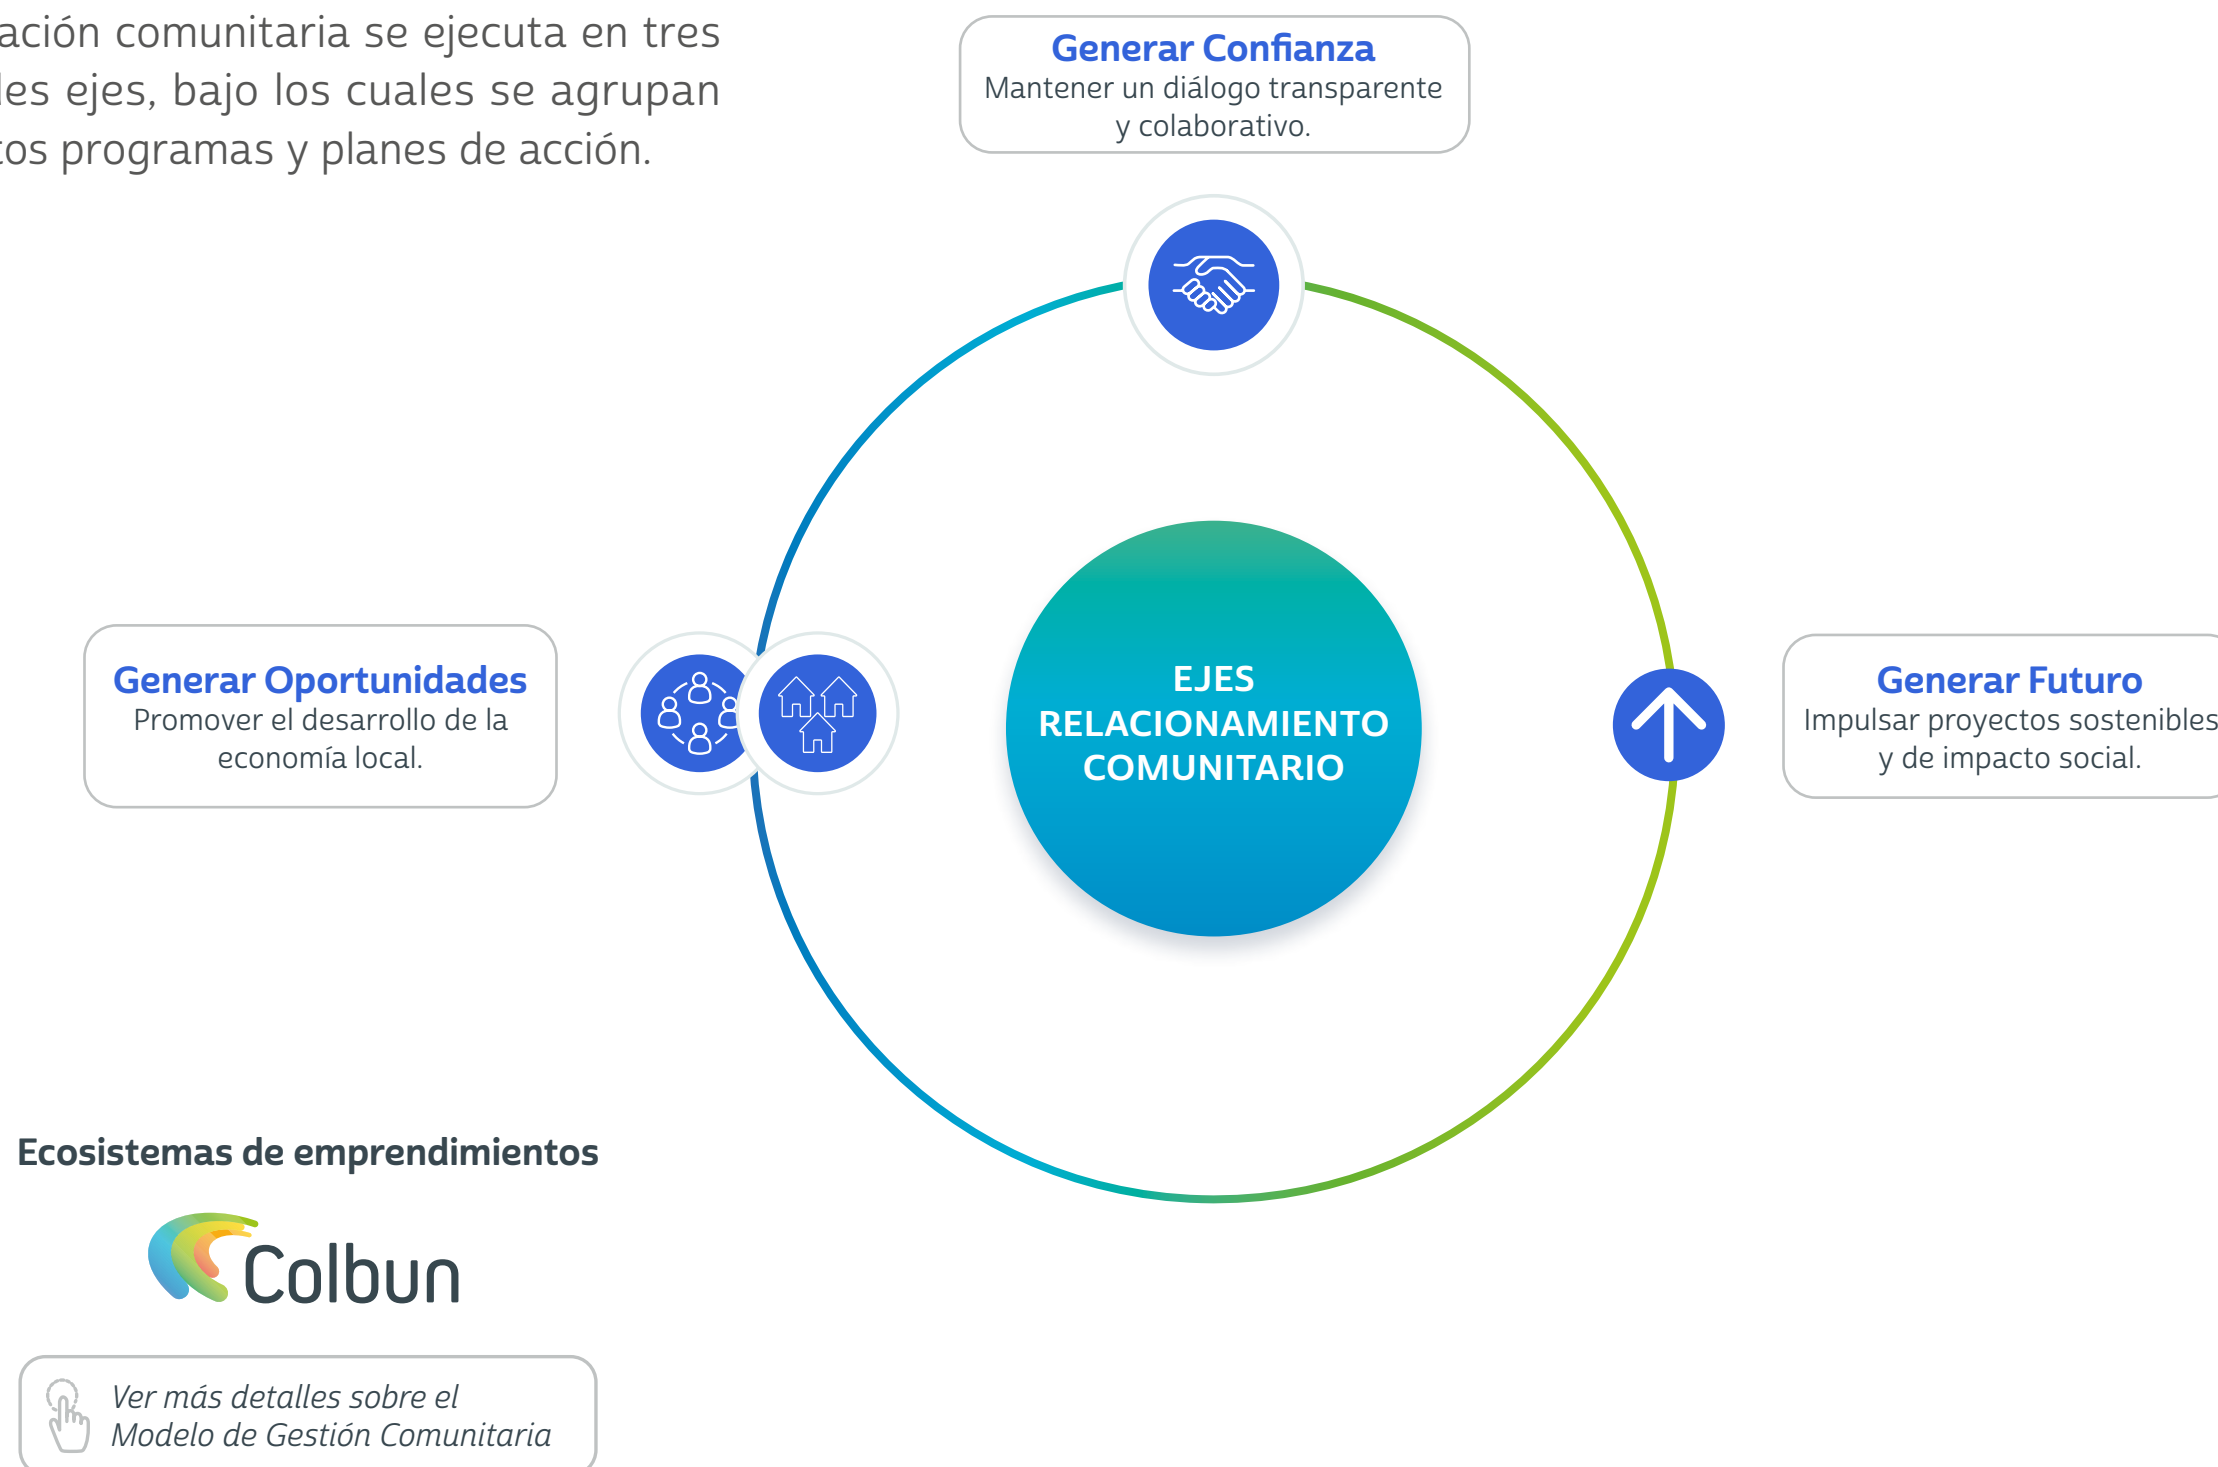 ación comunitaria se ejecuta en tres
les ejes, bajo los cuales se agrupan
tos programas y planes de acción.
Generar Confianza
Mantener un diálogo transparente
y colaborativo.
Generar Oportunidades
Promover el desarrollo de la
economía local.
EJES
RELACIONAMIENTO
COMUNITARIO
Generar Futuro
Impulsar proyectos sostenibles
y de impacto social.
Ecosistemas de emprendimientos
Colbun
Ver más detalles sobre el
Modelo de Gestión Comunitaria